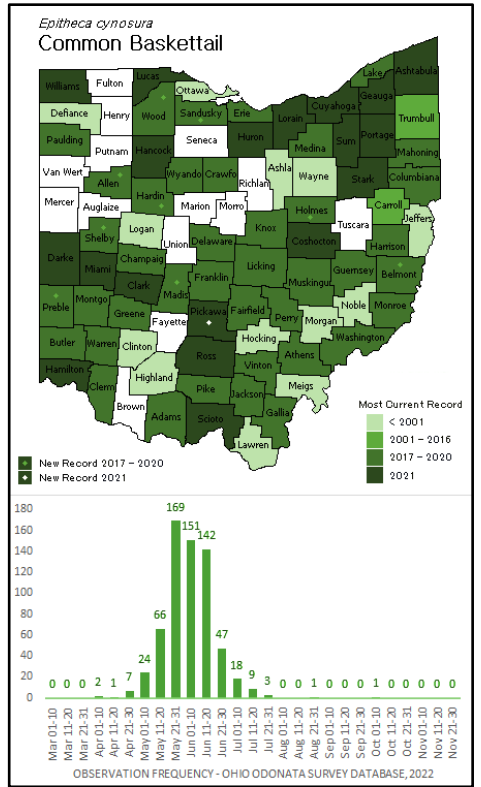 Epitheca cynosura
Common Baskettail
Williams
Fulton
Lucas
Ottawa
Lake
Ashtabula
Geauga
Defiance
Henry
Wood
Sandusky
Erie
Lorain
Cuyahoga
Trumbull
Paulding
Putnam
Hancock
Seneca
Huron
Medina
Sum
Portage
Mahoning
Van Wert
Allen
Wyando
Crawfo
Richlan
Ashla
Wayne
Stark
Columbiana
Mercer
Auglaize
Hardin
Marion
Morro
Holmes
Tuscara
Carroll
Jeffers
Shelby
Logan
Union
Delaware
Knox
Coshocton
Harrison
Darke
Miami
Champaig
Clark
Madis
Franklin
Licking
Muskingu
Guernsey
Belmont
Preble
Montgo
Greene
Fayette
Pickawa
Fairfield
Perry
Morgan
Noble
Monroe
Butler
Warren
Clinton
Ross
Hocking
Athens
Washington
Hamilton
Clerm
Highland
Pike
Vinton
Meigs
Brown
Adams
Scioto
Jackson
Gallia
Lawren
Most Current Record
< 2001
2001 – 2016
2017 – 2020
2021
New Record 2017 – 2020
New Record 2021
180
160
140
120
100
80
60
40
20
0
0 0 0 2 1 7 24 66 169 151 142 47 18 9 3 0 0 1 0 0 0 1 0 0 0 0 0
Mar 01-10
Mar 11-20
Mar 21-31
Apr 01-10
Apr 11-20
Apr 21-30
May 01-10
May 11-20
May 21-31
Jun 01-10
Jun 11-20
Jun 21-30
Jul 01-10
Jul 11-20
Jul 21-31
Aug 01-10
Aug 11-20
Aug 21-31
Sep 01-10
Sep 11-20
Sep 21-30
Oct 01-10
Oct 11-20
Oct 21-31
Nov 01-10
Nov 11-20
Nov 21-30
OBSERVATION FREQUENCY - OHIO ODONATA SURVEY DATABASE, 2022